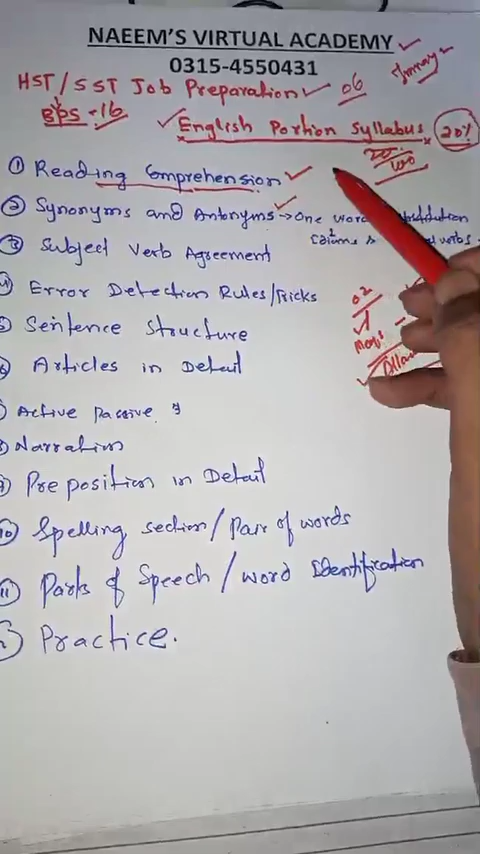 NAEEM'S VIRTUAL ACADEMY
0315-4550431
HST/SST Job Preparation 06
BPS-16
English Portion Syllabus 20%
20 100
① Reading Comprehension
② Synonyms and Antonyms → One word
③ Subject Verb Agreement
④ Error Detection Rules/Tricks
02
Sentence Structure
Articles in Detail
Active Passive
Narration
Preposition in Detail
⑩ Spelling section/Pair of words
⑪ Parts of Speech/word Identification
Practice.